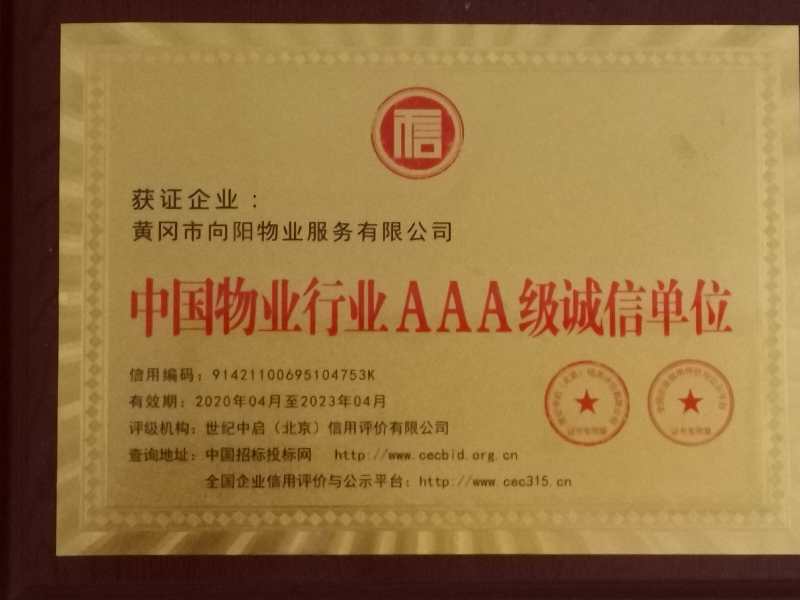 信
获证企业：
黄冈市向阳物业服务有限公司
中国物业行业AAA级诚信单位
信用编码：91421100695104753K
有效期：2020年04月至2023年04月
评级机构：世纪中启（北京）信用评价有限公司
查询地址：中国招标投标网 http://www.cecbid.org.cn
全国企业信用评价与公示平台：http://www.cec315.cn